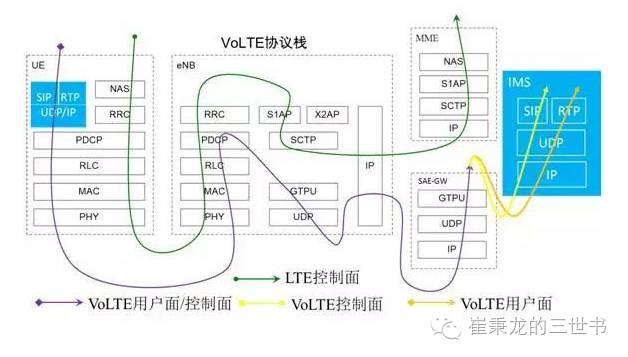 VoLTE协议栈
UE
SIP RTP
UDP/IP
NAS
RRC
PDCP
RLC
MAC
PHY
eNB
RRC
PDCP
RLC
MAC
PHY
S1AP X2AP
SCTP
GTPU
UDP
IP
MME
NAS
S1AP
SCTP
IP
SAE-GW
GTPU
UDP
IP
IMS
SIP RTP
UDP
IP
LTE控制面
VoLTE用户面/控制面
VoLTE控制面
VoLTE用户面
崔秉龙的三世书